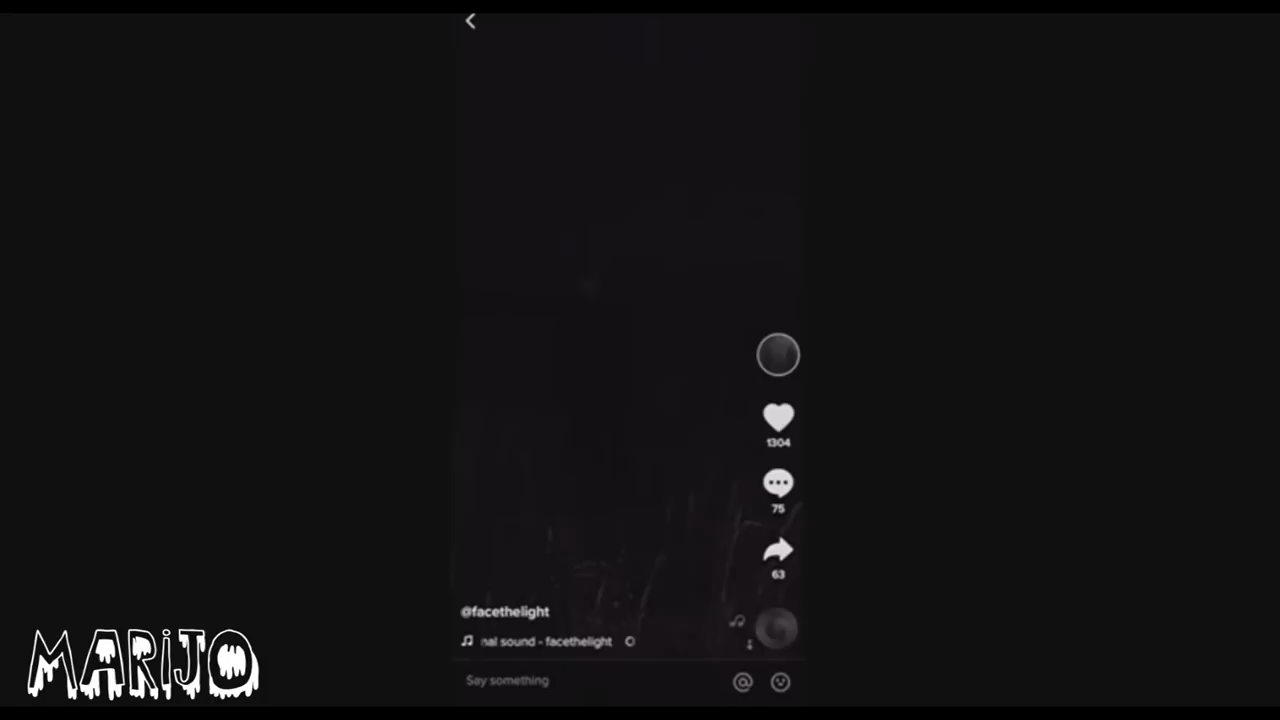 1304
75
63
@facethelight
nal sound - facethelight
Say something
MARiJO